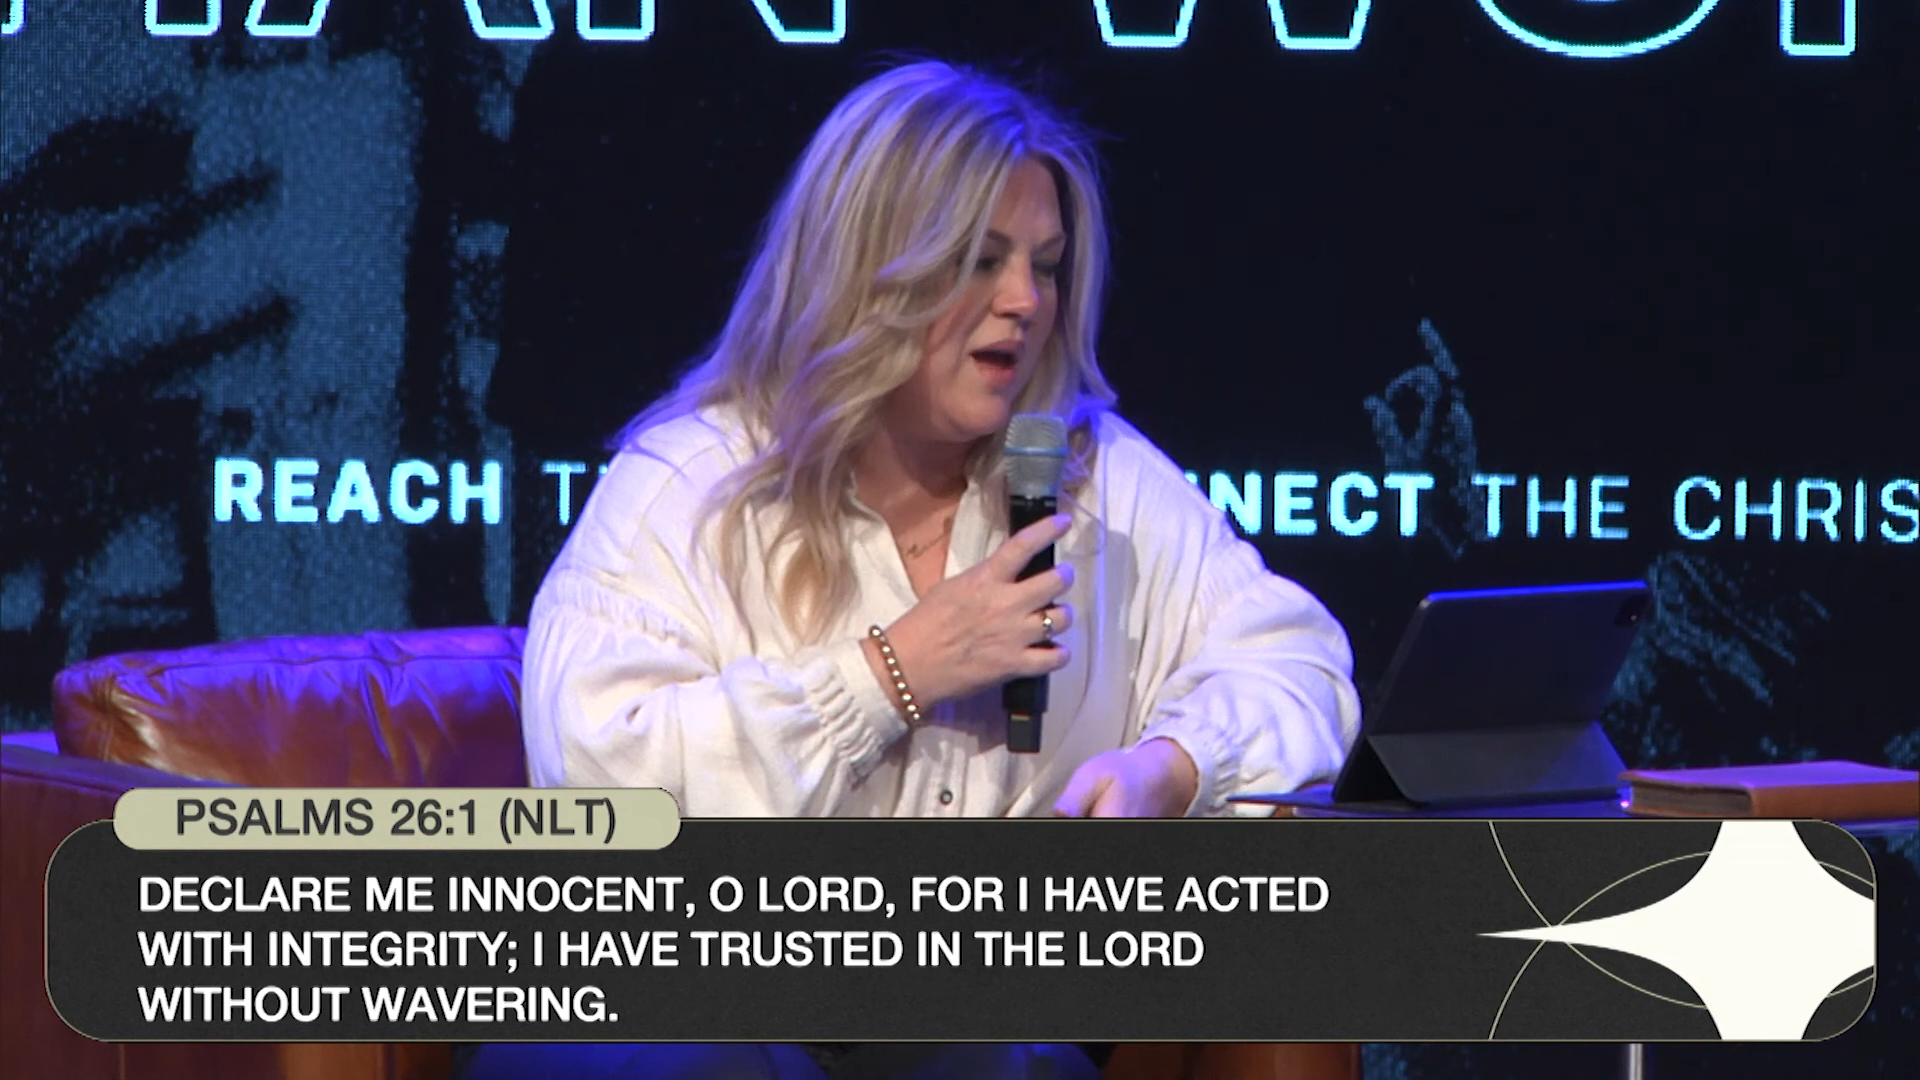 REACH
NNECT THE CHRIS
PSALMS 26:1 (NLT)
DECLARE ME INNOCENT, O LORD, FOR I HAVE ACTED
WITH INTEGRITY; I HAVE TRUSTED IN THE LORD
WITHOUT WAVERING.